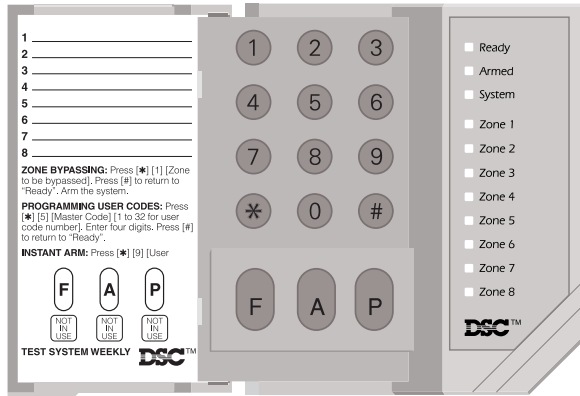 1
2
3
4
5
6
7
8
ZONE BYPASSING: Press [✱] [1] [Zone
to be bypassed]. Press [#] to return to
“Ready”. Arm the system.
PROGRAMMING USER CODES: Press
[✱] [5] [Master Code] [1 to 32 for user
code number]. Enter four digits. Press [#]
to return to “Ready”.
INSTANT ARM: Press [✱] [9] [User
F A P
NOT IN USE
NOT IN USE
NOT IN USE
TEST SYSTEM WEEKLY DSC™
1 2 3
4 5 6
7 8 9
* 0 #
F A P
Ready
Armed
System
Zone 1
Zone 2
Zone 3
Zone 4
Zone 5
Zone 6
Zone 7
Zone 8
DSC™